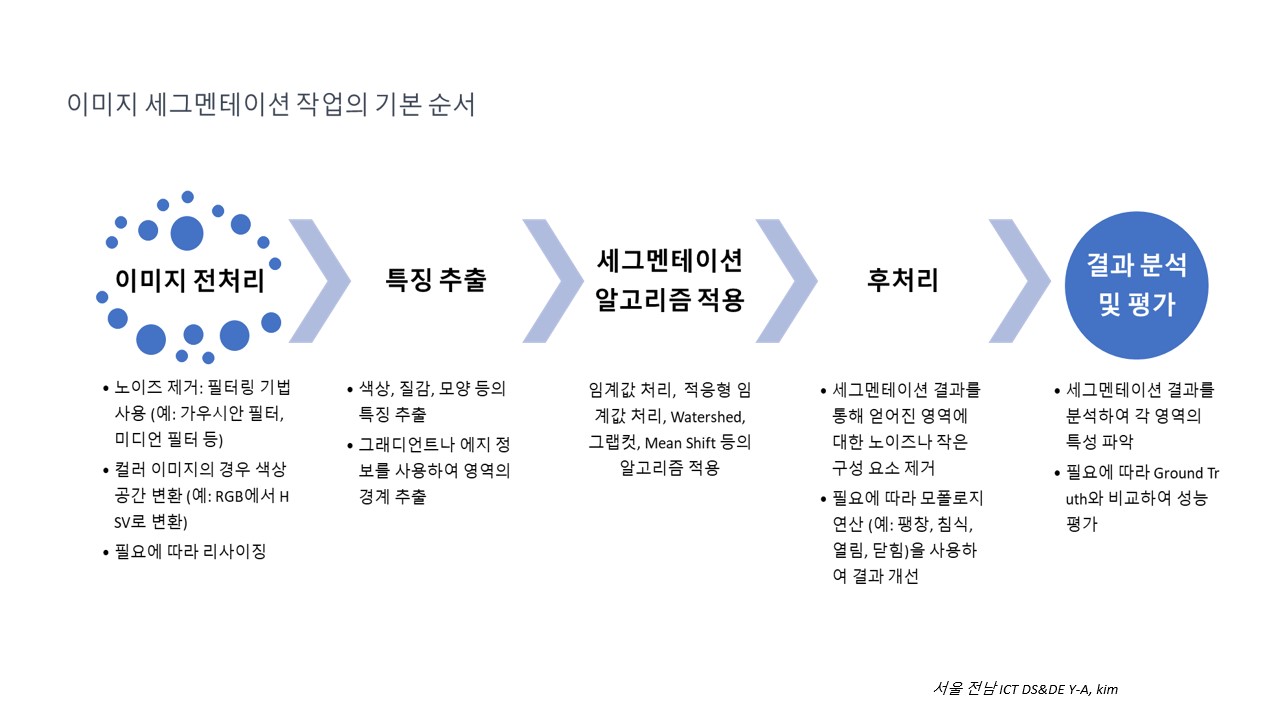 이미지 세그멘테이션 작업의 기본 순서
이미지 전처리
• 노이즈 제거: 필터링 기법
사용 (예: 가우시안 필터,
미디언 필터 등)
• 컬러 이미지의 경우 색상
공간 변환 (예: RGB에서 H
SV로 변환)
• 필요에 따라 리사이징
특징 추출
• 색상, 질감, 모양 등의
특징 추출
• 그래디언트나 에지 정
보를 사용하여 영역의
경계 추출
세그멘테이션
알고리즘 적용
임계값 처리, 적응형 임
계값 처리, Watershed,
그랩컷, Mean Shift 등의
알고리즘 적용
후처리
• 세그멘테이션 결과를
통해 얻어진 영역에
대한 노이즈나 작은
구성 요소 제거
• 필요에 따라 모폴로지
연산 (예: 팽창, 침식,
열림, 닫힘)을 사용하
여 결과 개선
결과 분석
및 평가
• 세그멘테이션 결과를
분석하여 각 영역의
특성 파악
• 필요에 따라 Ground Tr
uth와 비교하여 성능
평가
서울 전남 ICT DS&DE Y-A, kim